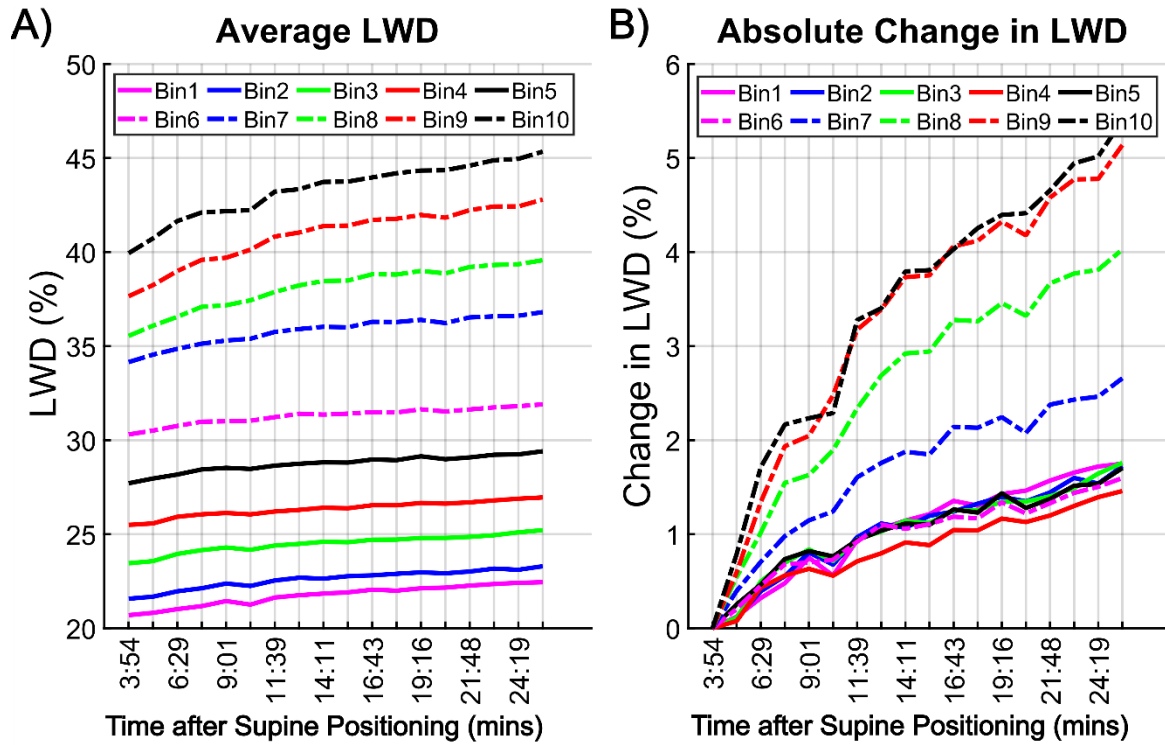 A) Average LWD
50
45
40
35
30
25
20
LWD (%)
Bin1 Bin2 Bin3 Bin4 Bin5
Bin6 Bin7 Bin8 Bin9 Bin10
3:54 6:29 9:01 11:39 14:11 16:43 19:16 21:48 24:19
Time after Supine Positioning (mins)
B) Absolute Change in LWD
6
5
4
3
2
1
0
Change in LWD (%)
Bin1 Bin2 Bin3 Bin4 Bin5
Bin6 Bin7 Bin8 Bin9 Bin10
3:54 6:29 9:01 11:39 14:11 16:43 19:16 21:48 24:19
Time after Supine Positioning (mins)